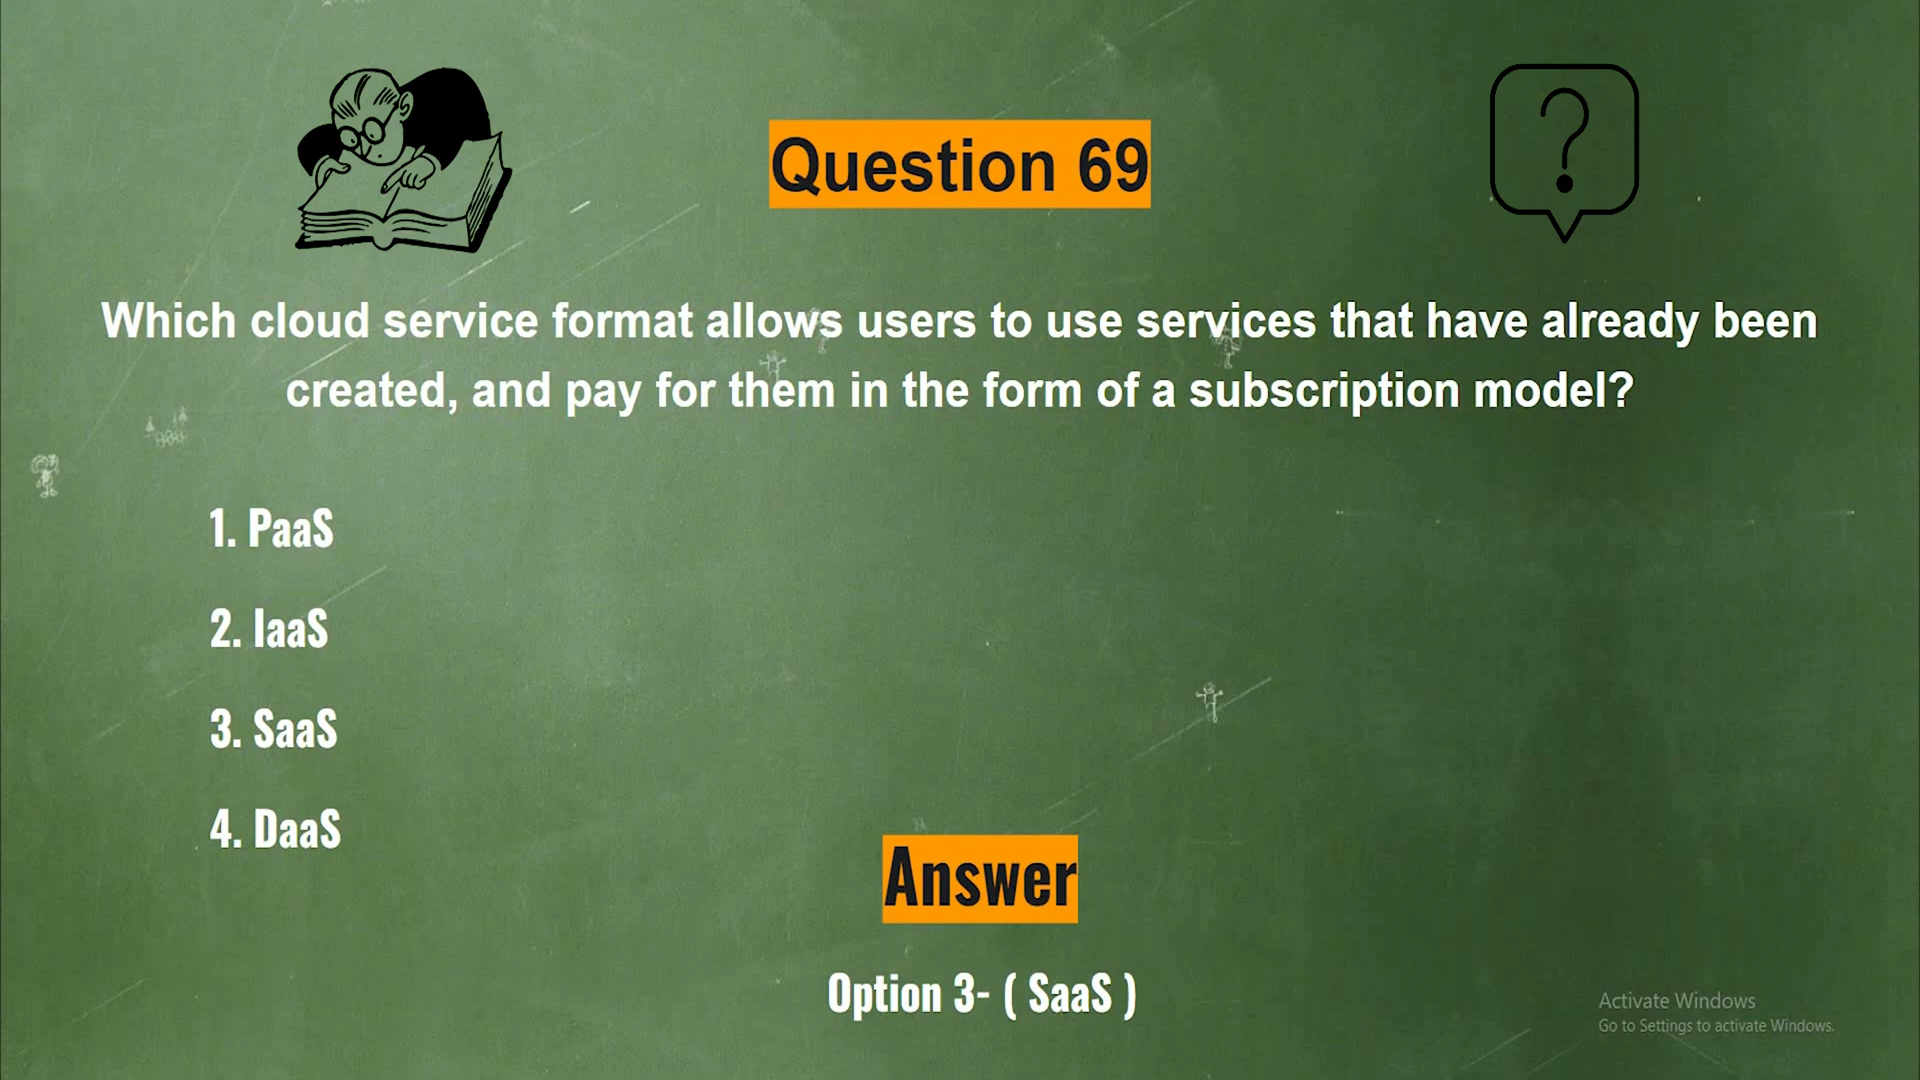 Question 69
Which cloud service format allows users to use services that have already been
created, and pay for them in the form of a subscription model?
1. PaaS
2. IaaS
3. SaaS
4. DaaS
Answer
Option 3- ( SaaS )
Activate Windows
Go to Settings to activate Windows.